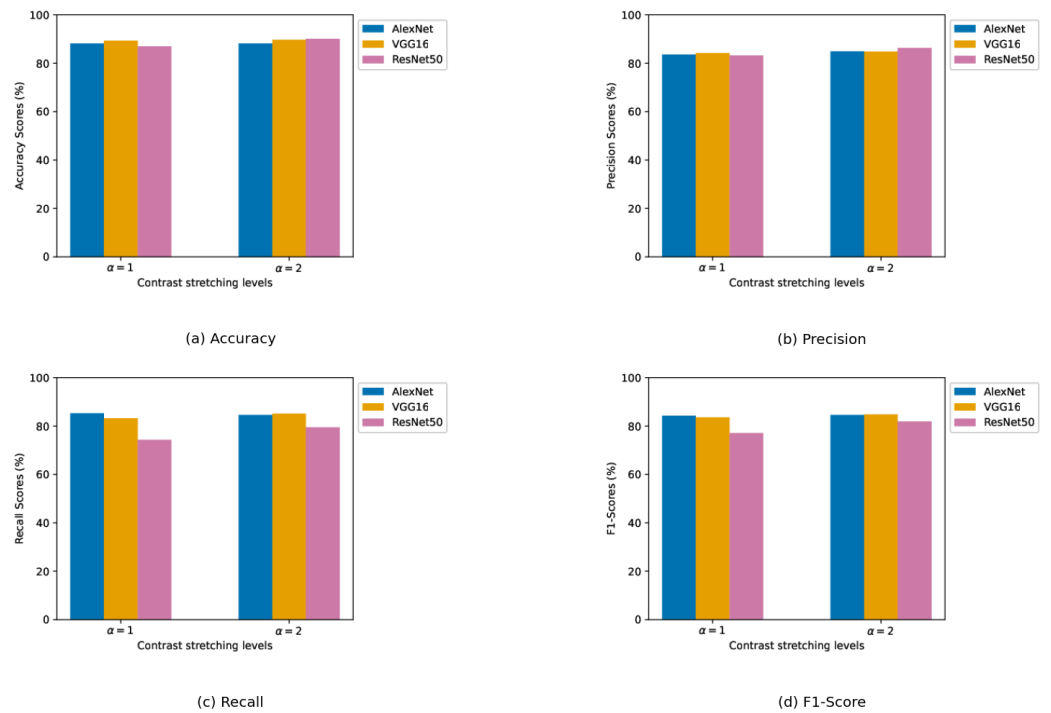 100
80
60
40
20
0
Accuracy Scores (%)
α = 1
α = 2
Contrast stretching levels
AlexNet
VGG16
ResNet50
(a) Accuracy
100
80
60
40
20
0
Precision Scores (%)
α = 1
α = 2
Contrast stretching levels
AlexNet
VGG16
ResNet50
(b) Precision
100
80
60
40
20
0
Recall Scores (%)
α = 1
α = 2
Contrast stretching levels
AlexNet
VGG16
ResNet50
(c) Recall
100
80
60
40
20
0
F1-Scores (%)
α = 1
α = 2
Contrast stretching levels
AlexNet
VGG16
ResNet50
(d) F1-Score